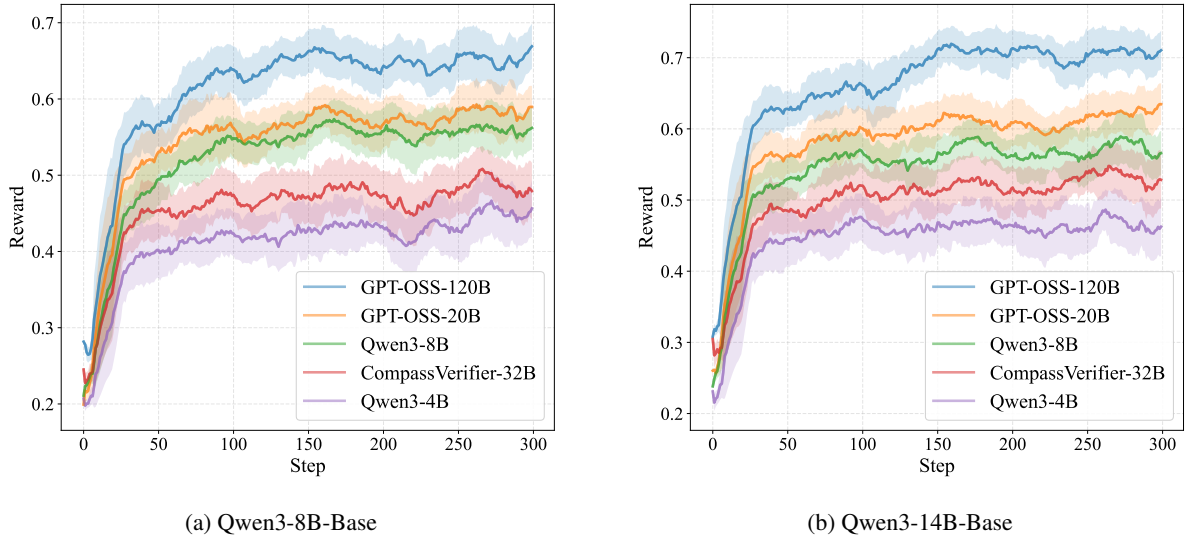 0.7
0.6
0.5
0.4
0.3
0.2
Reward
0 50 100 150 200 250 300
Step
GPT-OSS-120B
GPT-OSS-20B
Qwen3-8B
CompassVerifier-32B
Qwen3-4B
(a) Qwen3-8B-Base
0.7
0.6
0.5
0.4
0.3
0.2
Reward
0 50 100 150 200 250 300
Step
GPT-OSS-120B
GPT-OSS-20B
Qwen3-8B
CompassVerifier-32B
Qwen3-4B
(b) Qwen3-14B-Base